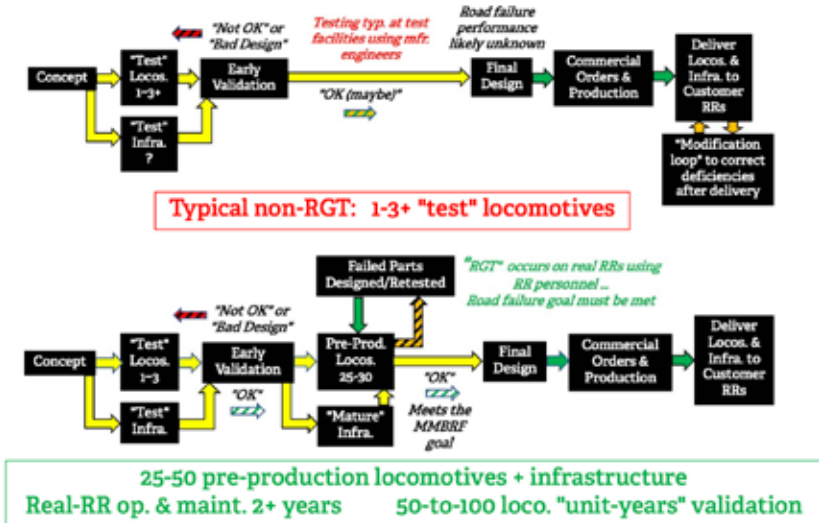 "Not OK" or
"Bad Design"
Testing typ. at test
facilities using mfr.
engineers
Road failure
performance
likely unknown
Concept
"Test"
Locos.
1-3+
Early
Validation
"OK (maybe)"
Final
Design
Commercial
Orders &
Production
Deliver
Locos. &
Infra. to
Customer
RRs
"Test"
Infra.
?
"Modification
loop" to correct
deficiencies
after delivery
Typical non-RGT: 1-3+ "test" locomotives
Failed Parts
Designed/Retested
"RGT" occurs on real RRs using
RR personnel ...
Road failure goal must be met
"Not OK" or
"Bad Design"
Concept
"Test"
Locos.
1-3
Early
Validation
Pre-Prod.
Locos.
25-30
Final
Design
Commercial
Orders &
Production
Deliver
Locos. &
Infra. to
Customer
RRs
"OK"
"OK"
"Test"
Infra.
"Mature"
Infra.
Meets the
MMBRF
goal
25-50 pre-production locomotives + infrastructure
Real-RR op. & maint. 2+ years 50-to-100 loco. "unit-years" validation